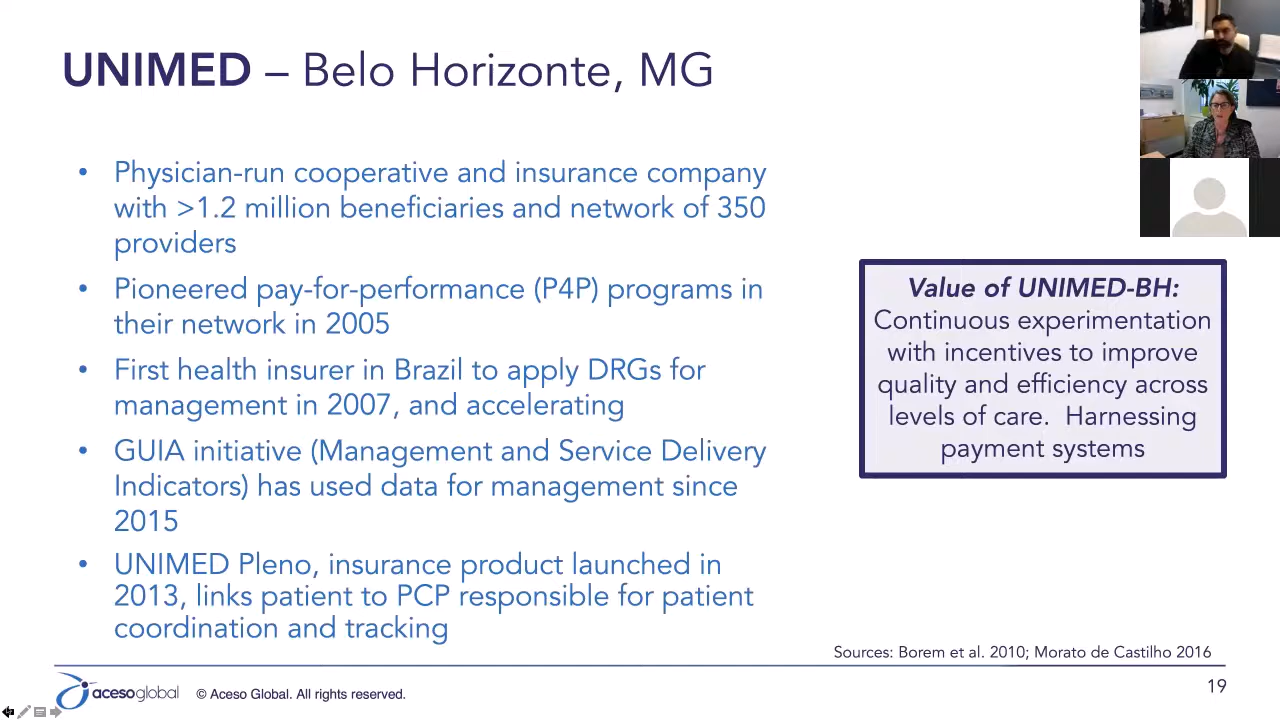 UNIMED – Belo Horizonte, MG
• Physician-run cooperative and insurance company
with >1.2 million beneficiaries and network of 350
providers
• Pioneered pay-for-performance (P4P) programs in
their network in 2005
• First health insurer in Brazil to apply DRGs for
management in 2007, and accelerating
• GUIA initiative (Management and Service Delivery
Indicators) has used data for management since
2015
• UNIMED Pleno, insurance product launched in
2013, links patient to PCP responsible for patient
coordination and tracking
Value of UNIMED-BH:
Continuous experimentation
with incentives to improve
quality and efficiency across
levels of care.  Harnessing
payment systems
Sources: Borem et al. 2010; Morato de Castilho 2016
acesoglobal
© Aceso Global. All rights reserved.
19